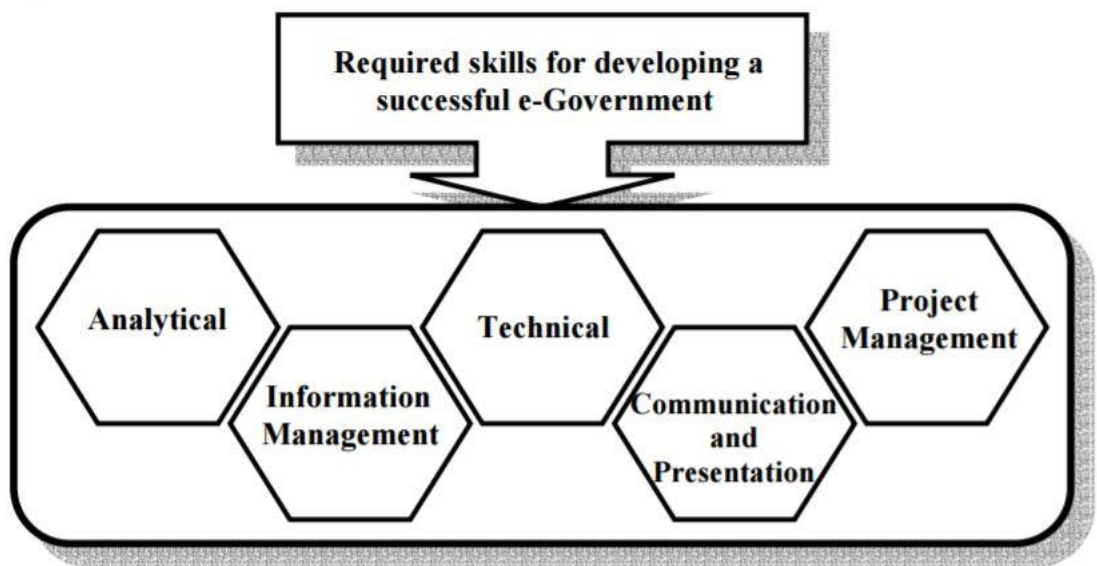 Required skills for developing a
successful e-Government
Analytical
Information
Management
Technical
Communication
and
Presentation
Project
Management